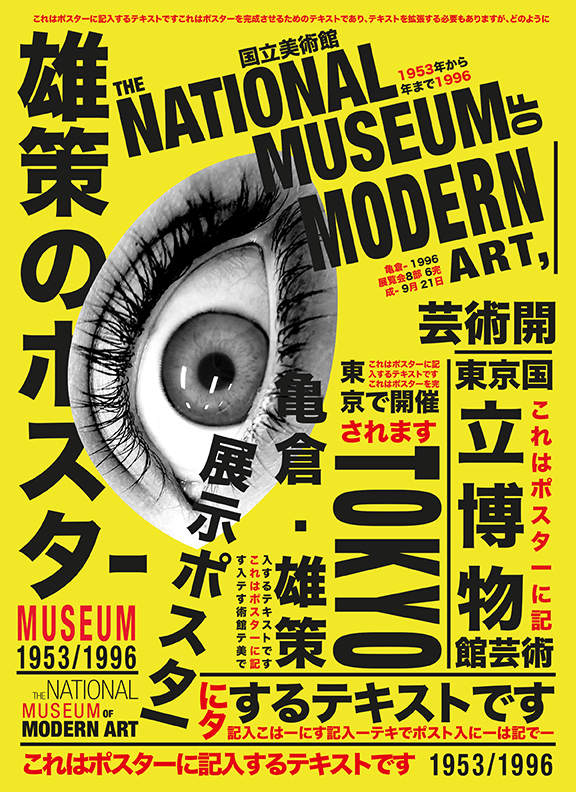 これはポスターに記入するテキストですこれはポスターを完成させるためのテキストであり、テキストを拡張する必要もありますが、どのように
雄策のポスター
国立美術館
THE
NATIONAL
MUSEUM OF
MODERN
ART,
1953年から
年まで1996
亀倉- 1996
展覧会8部 6完
成- 9月 21日
芸術開
東
京で開催
されます
これはポスターに記
入するテキストです
これはポスターを完
東京国
立博物
館芸術
これはポスターに記
TOKYO
亀倉・雄策
展示ポスター
入するテキストです
これはポスターに記
す入テす術館テ美で
MUSEUM
1953/1996
THE NATIONAL
MUSEUM OF
MODERN ART
にタするテキストです
記入こはーにす記入ーテキでポスト入にーは記でー
これはポスターに記入するテキストです 1953/1996